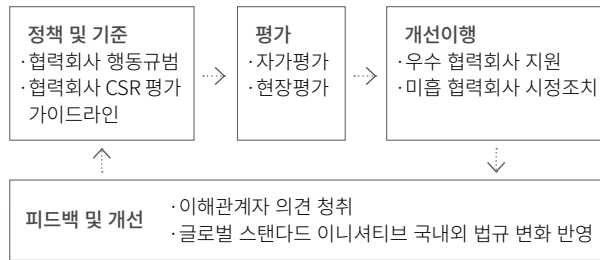 정책 및 기준
·협력회사 행동규범
·협력회사 CSR 평가
가이드라인
평가
·자가평가
·현장평가
개선이행
·우수 협력회사 지원
·미흡 협력회사 시정조치
피드백 및 개선
·이해관계자 의견 청취
·글로벌 스탠다드 이니셔티브 국내외 법규 변화 반영